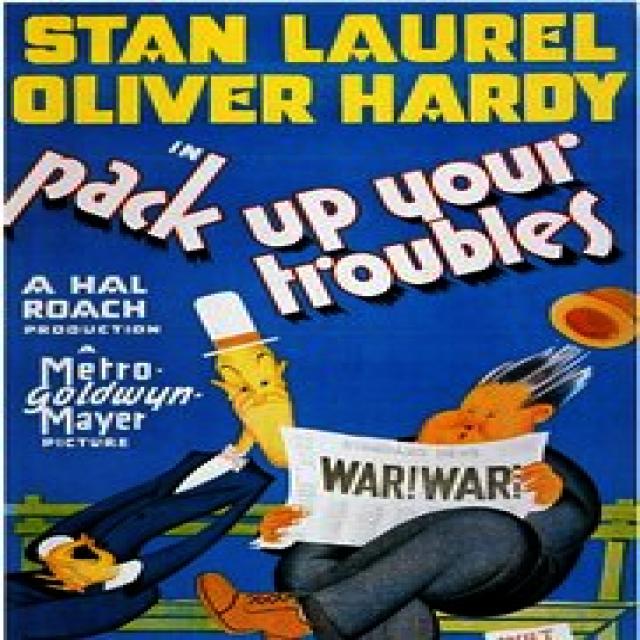 STAN LAUREL
OLIVER HARDY
IN
pack up your
troubles
A HAL
ROACH
PRODUCTION
A
Metro-
Goldwyn-
Mayer
PICTURE
WAR! WAR!